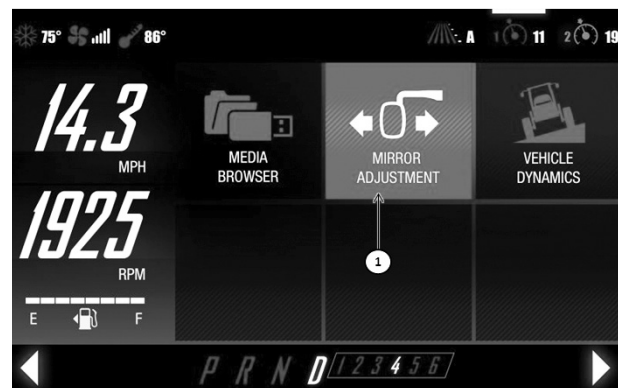 75° 86° A 1 11 2 19
14.3
MPH
1925
RPM
E F
MEDIA
BROWSER
MIRROR
ADJUSTMENT
VEHICLE
DYNAMICS
1
P R N D 1 2 3 4 5 6